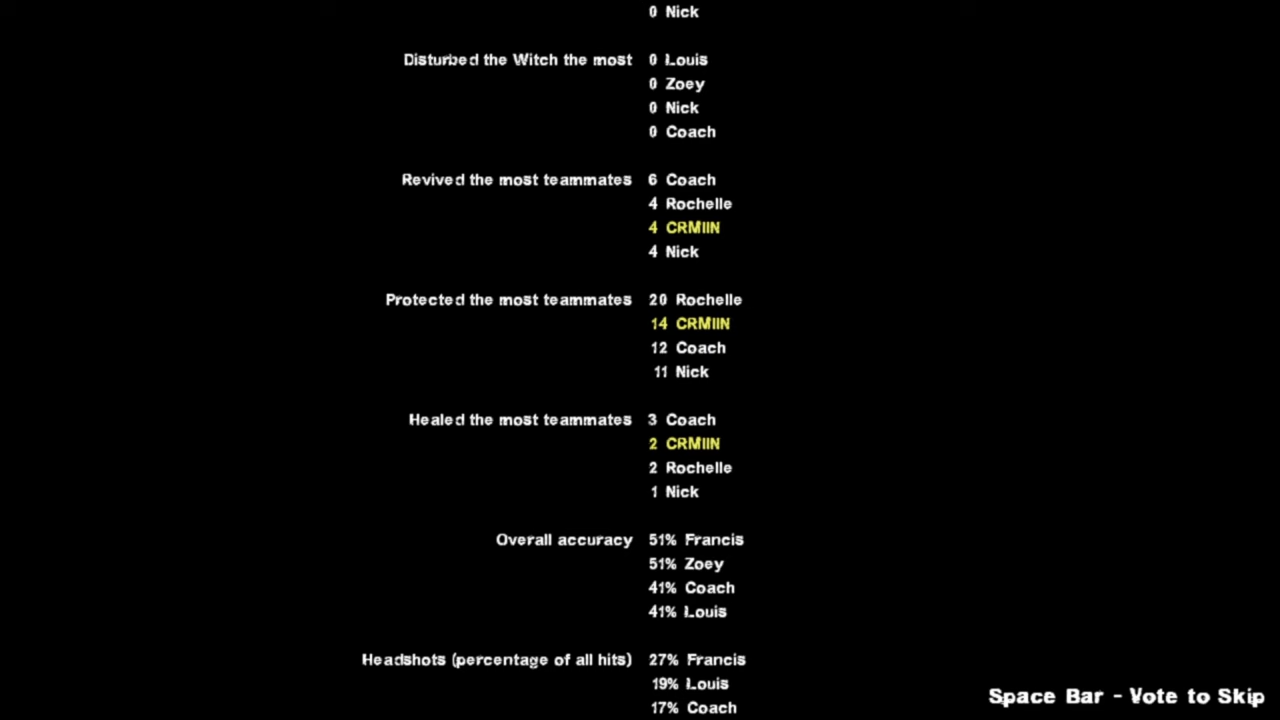 0 Nick
Disturbed the Witch the most 0 Louis
0 Zoey
0 Nick
0 Coach
Revived the most teammates 6 Coach
4 Rochelle
4 CRMIIN
4 Nick
Protected the most teammates 20 Rochelle
14 CRMIIN
12 Coach
11 Nick
Healed the most teammates 3 Coach
2 CRMIIN
2 Rochelle
1 Nick
Overall accuracy 51% Francis
51% Zoey
41% Coach
41% Louis
Headshots (percentage of all hits) 27% Francis
19% Louis
17% Coach
Space Bar - Vote to Skip